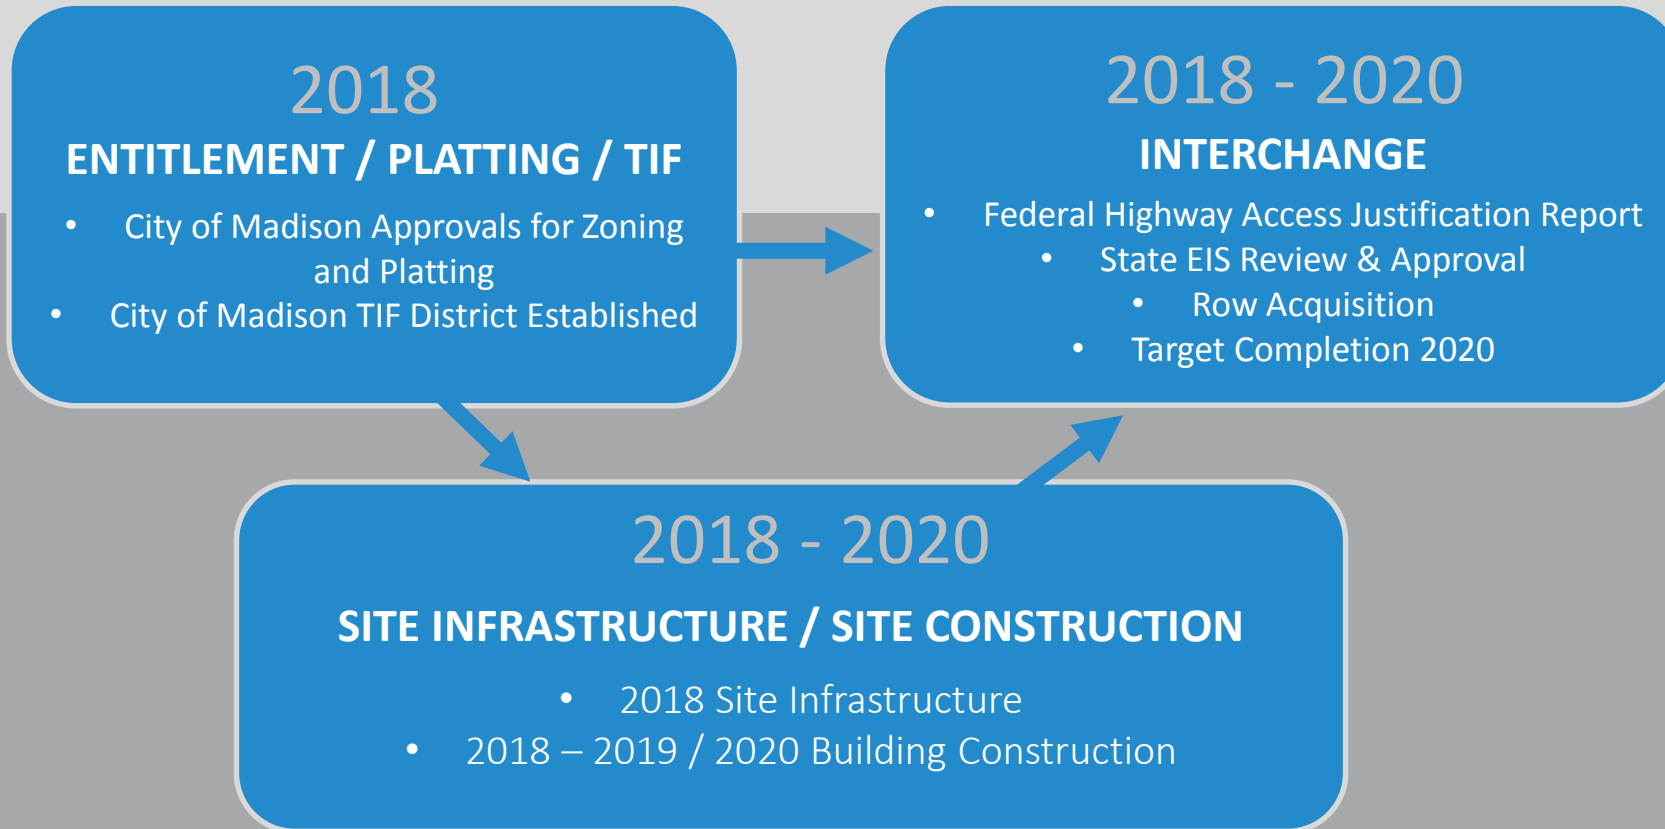 2018
ENTITLEMENT / PLATTING / TIF
• City of Madison Approvals for Zoning
and Platting
• City of Madison TIF District Established
2018 - 2020
INTERCHANGE
• Federal Highway Access Justification Report
• State EIS Review & Approval
• Row Acquisition
• Target Completion 2020
2018 - 2020
SITE INFRASTRUCTURE / SITE CONSTRUCTION
• 2018 Site Infrastructure
• 2018 – 2019 / 2020 Building Construction